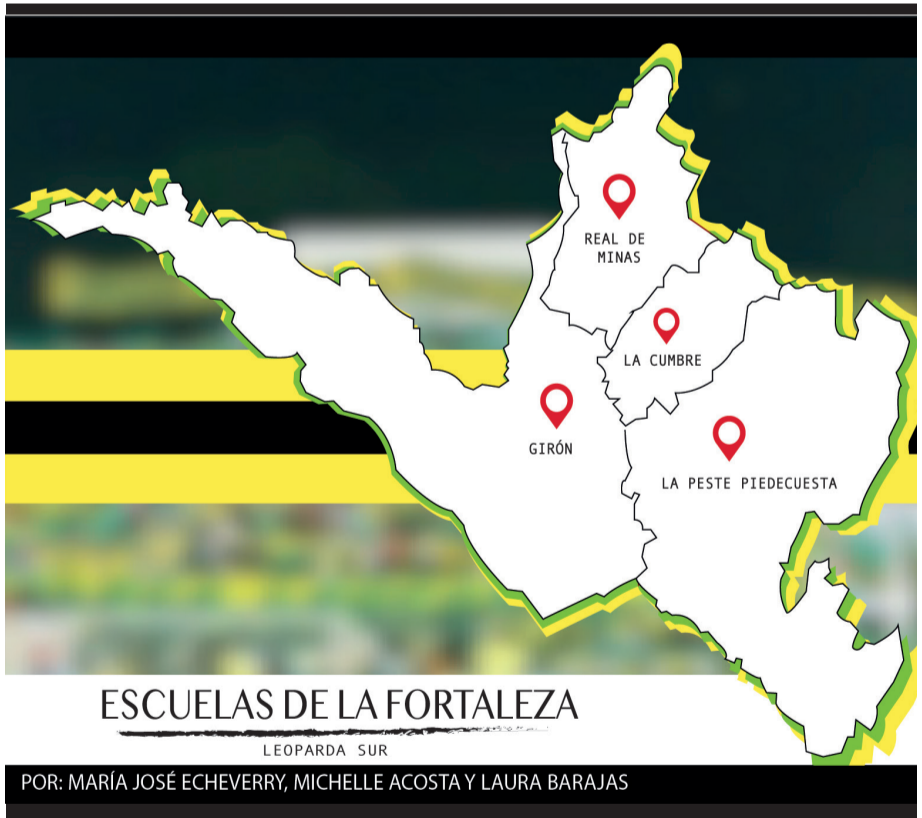 REAL DE
MINAS
LA CUMBRE
GIRÓN
LA PESTE PIEDECUESTA
ESCUELAS DE LA FORTALEZA
LEOPARDA SUR
POR: MARÍA JOSÉ ECHEVERRY, MICHELLE ACOSTA Y LAURA BARAJAS